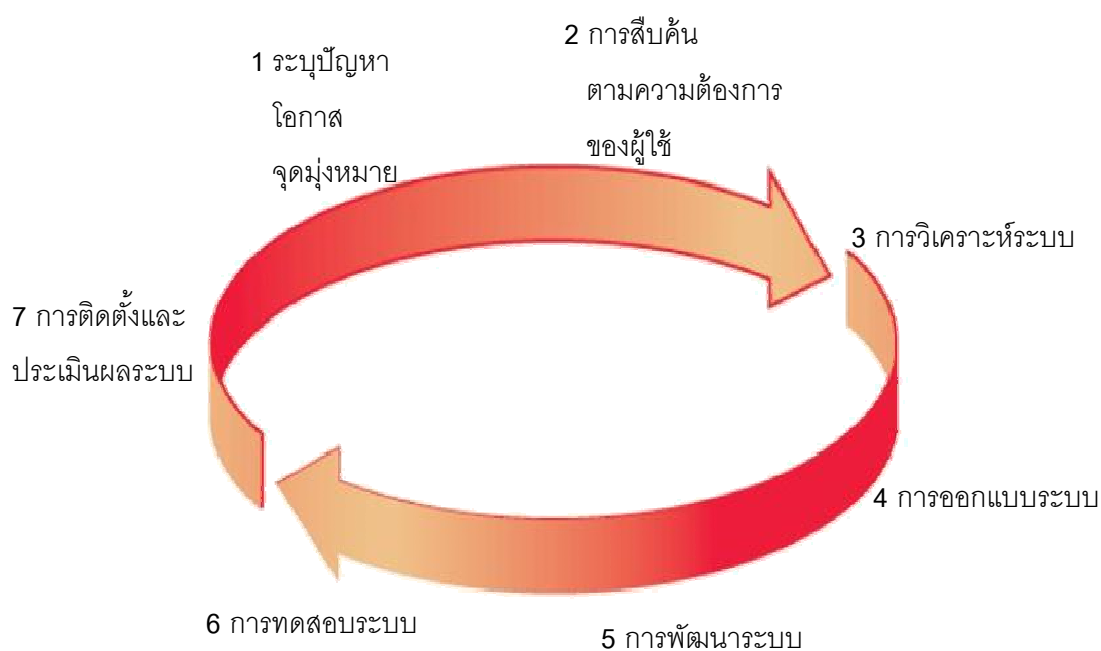 1 ระบุปัญหา
โอกาส
จุดมุ่งหมาย
2 การสืบค้น
ตามความต้องการ
ของผู้ใช้
3 การวิเคราะห์ระบบ
4 การออกแบบระบบ
5 การพัฒนาระบบ
6 การทดสอบระบบ
7 การติดตั้งและ
ประเมินผลระบบ